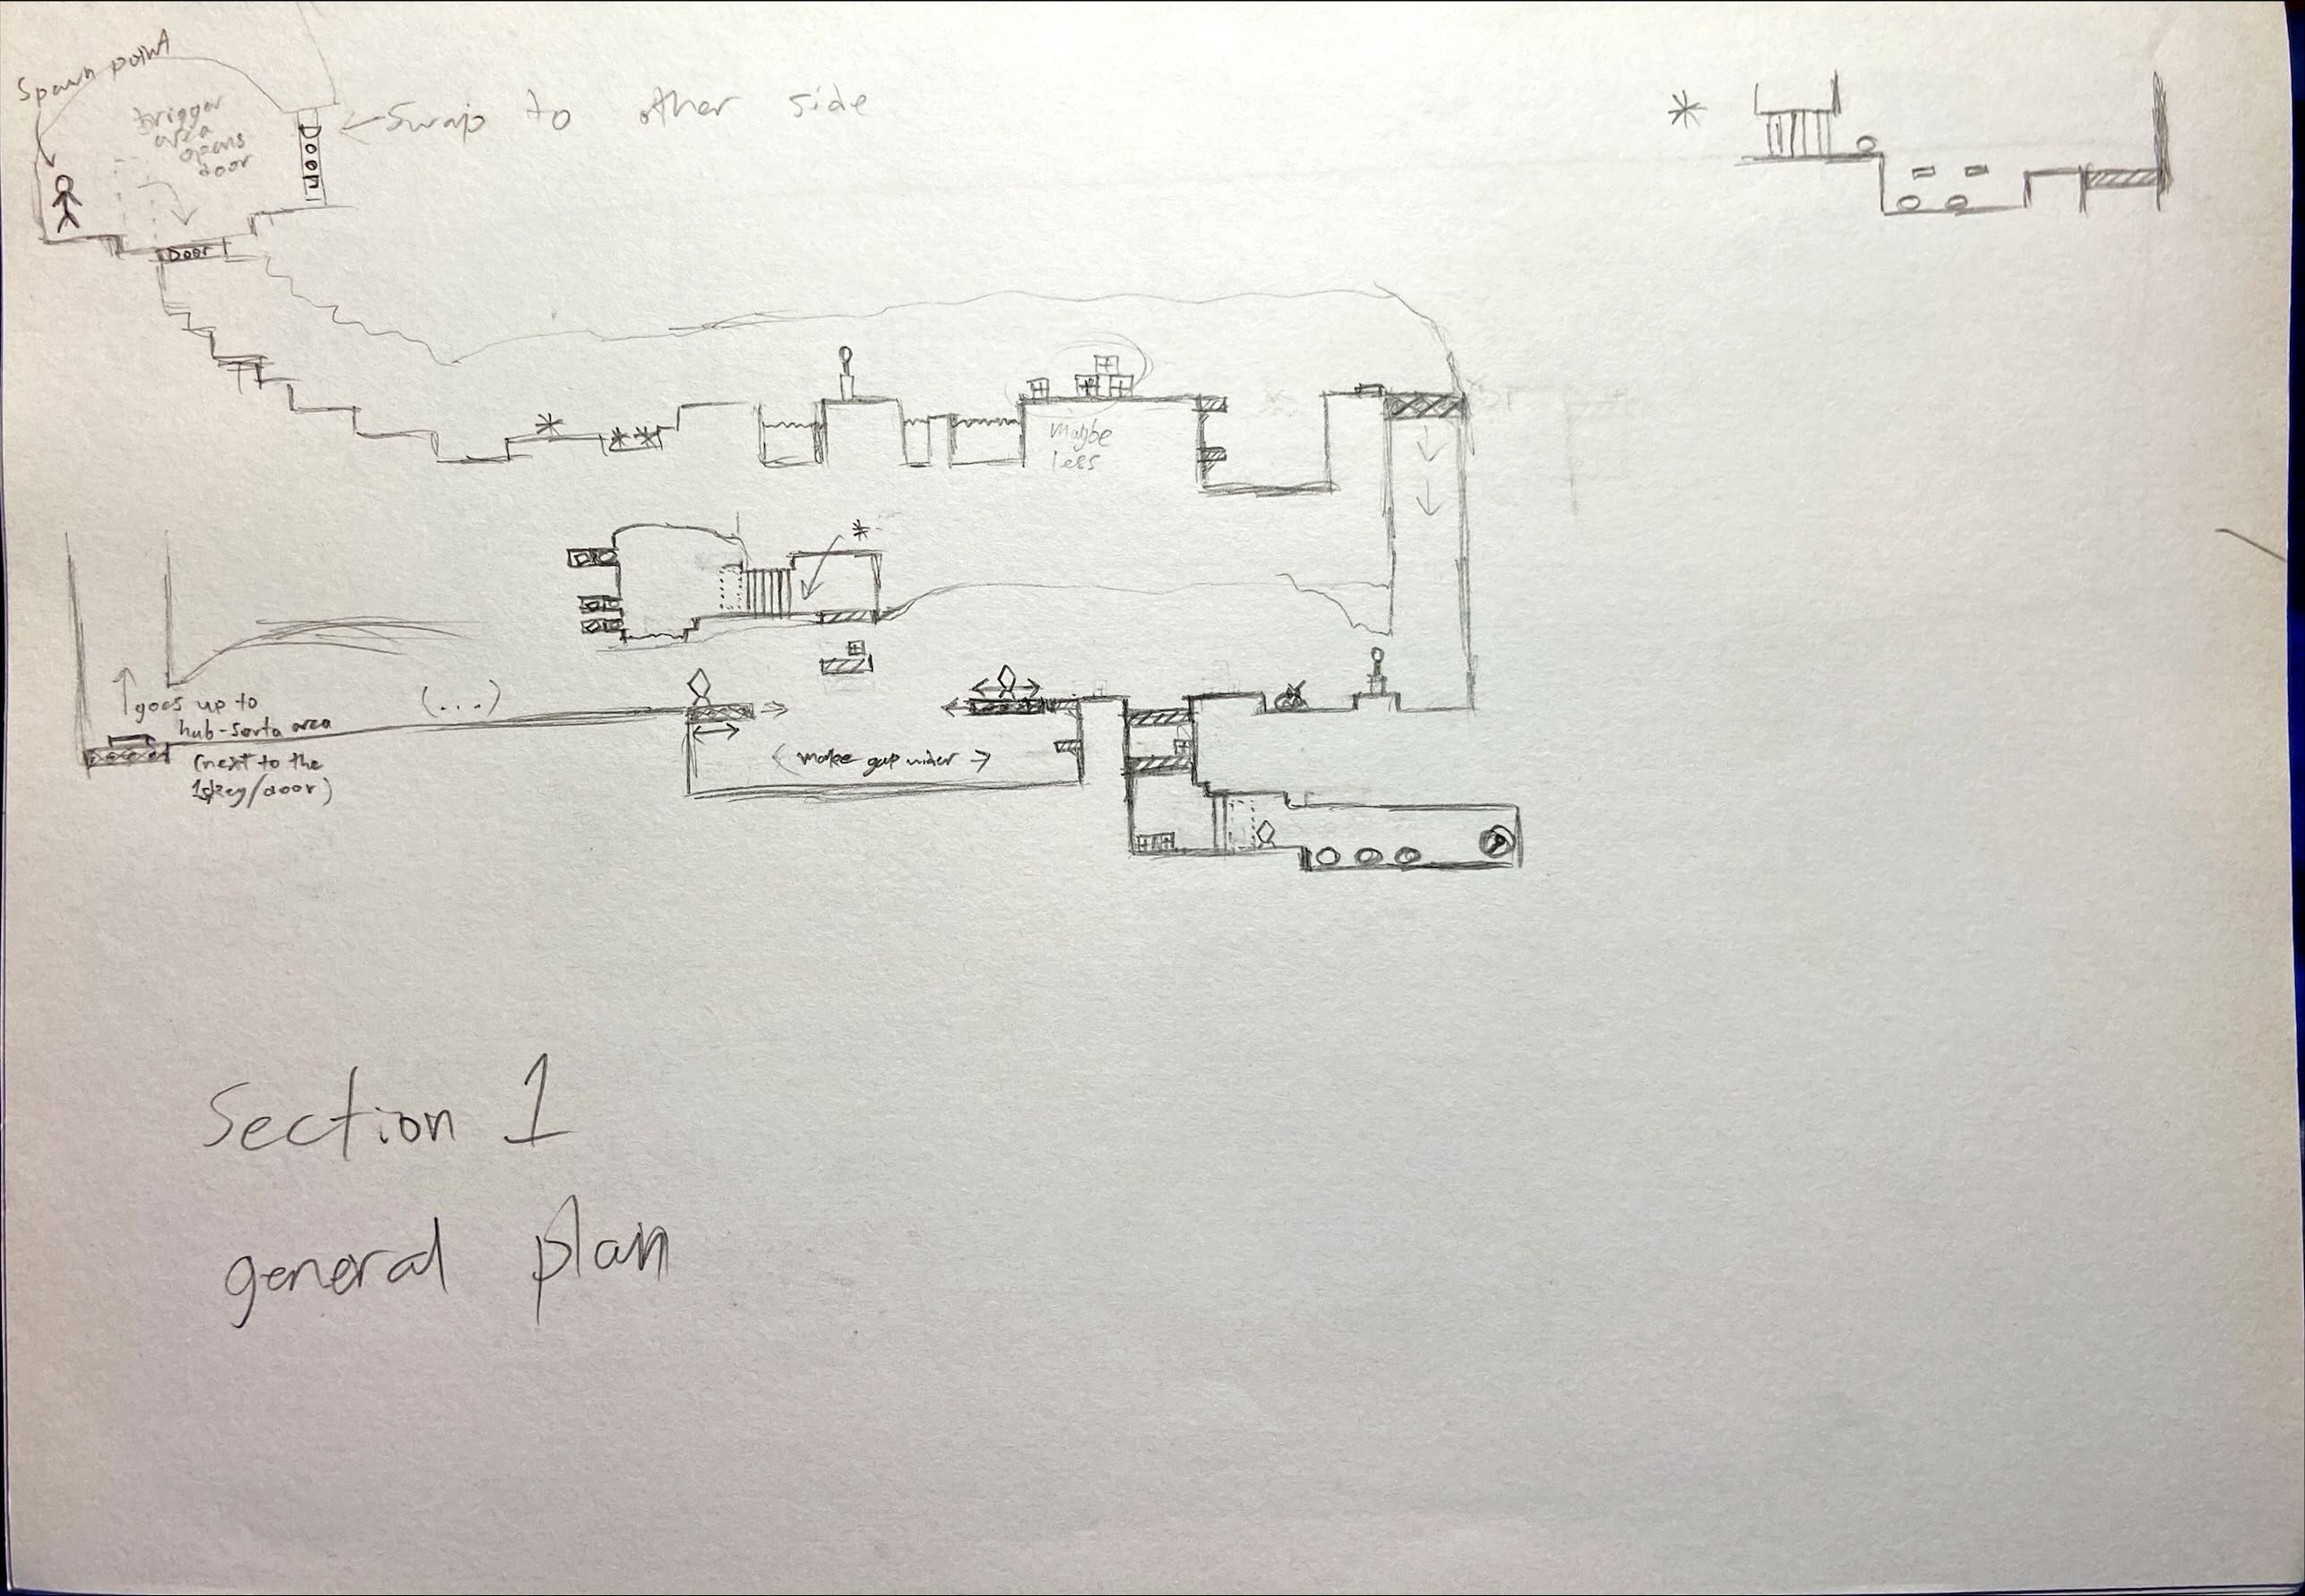 Spawn point
trigger
area
opens
door
Door
Door
Swap to other side
*
*
**
maybe
less
*
(...)
goes up to
hub-sorta area
(next to the
1st key/door)
< make gap wider >
Section 1
general plan